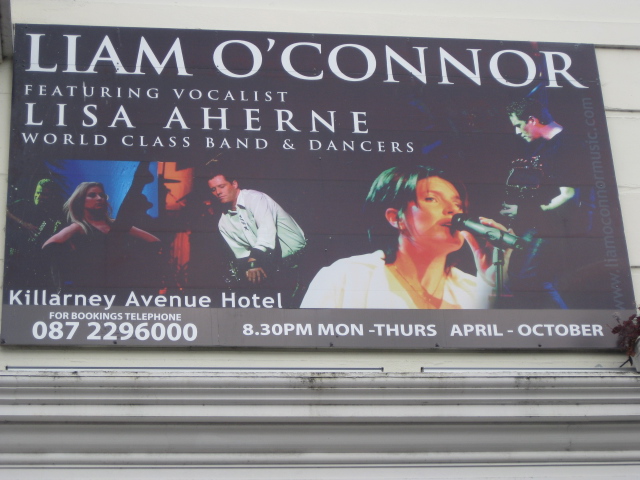 LIAM O'CONNOR
FEATURING VOCALIST
LISA AHERNE
WORLD CLASS BAND & DANCERS
www.liamoconnormusic.com
Killarney Avenue Hotel
FOR BOOKINGS TELEPHONE
087 2296000
8.30PM MON -THURS APRIL - OCTOBER